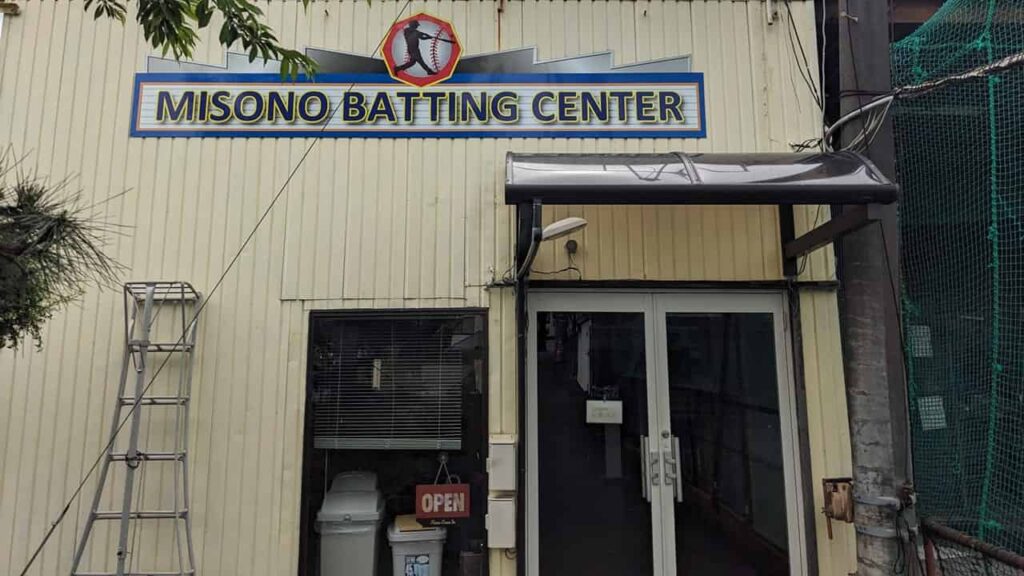 MISONO BATTING CENTER
OPEN